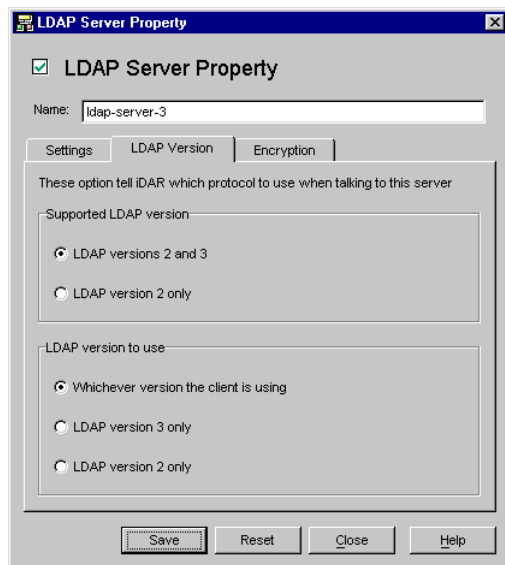 LDAP Server Property
LDAP Server Property
Name: ldap-server-3
Settings LDAP Version Encryption
These option tell iDAR which protocol to use when talking to this server
Supported LDAP version
LDAP versions 2 and 3
LDAP version 2 only
LDAP version to use
Whichever version the client is using
LDAP version 3 only
LDAP version 2 only
Save Reset Close Help